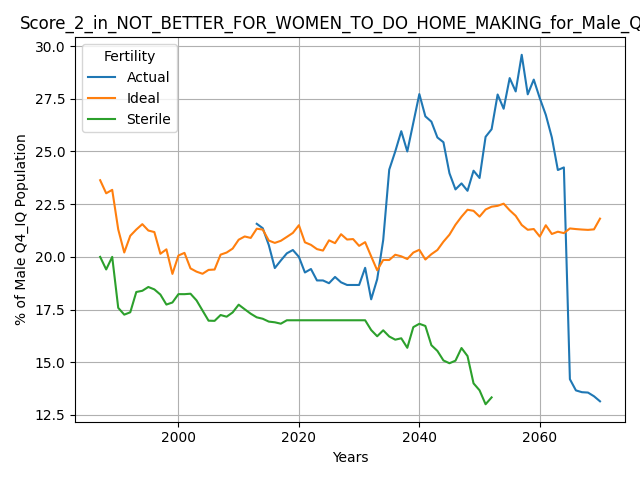 Score_2_in_NOT_BETTER_FOR_WOMEN_TO_DO_HOME_MAKING_for_Male_Q
Fertility
Actual
Ideal
Sterile
% of Male Q4_IQ Population
30.0
27.5
25.0
22.5
20.0
17.5
15.0
12.5
2000 2020 2040 2060
Years